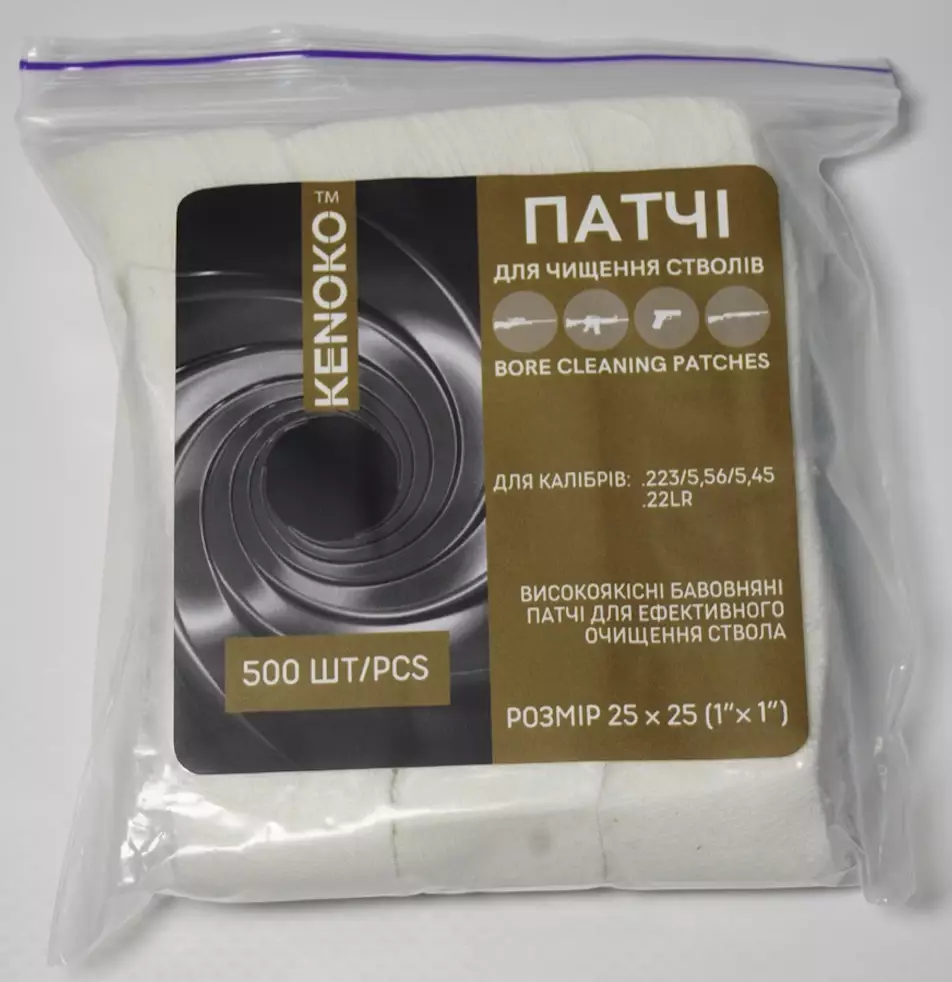 KENOKO™
ПАТЧІ
ДЛЯ ЧИЩЕННЯ СТВОЛІВ
BORE CLEANING PATCHES
ДЛЯ КАЛІБРІВ: .223/5,56/5,45
.22LR
ВИСОКОЯКІСНІ БАВОВНЯНІ
ПАТЧІ ДЛЯ ЕФЕКТИВНОГО
ОЧИЩЕННЯ СТВОЛА
500 ШТ/PCS
РОЗМІР 25 × 25 (1″× 1″)